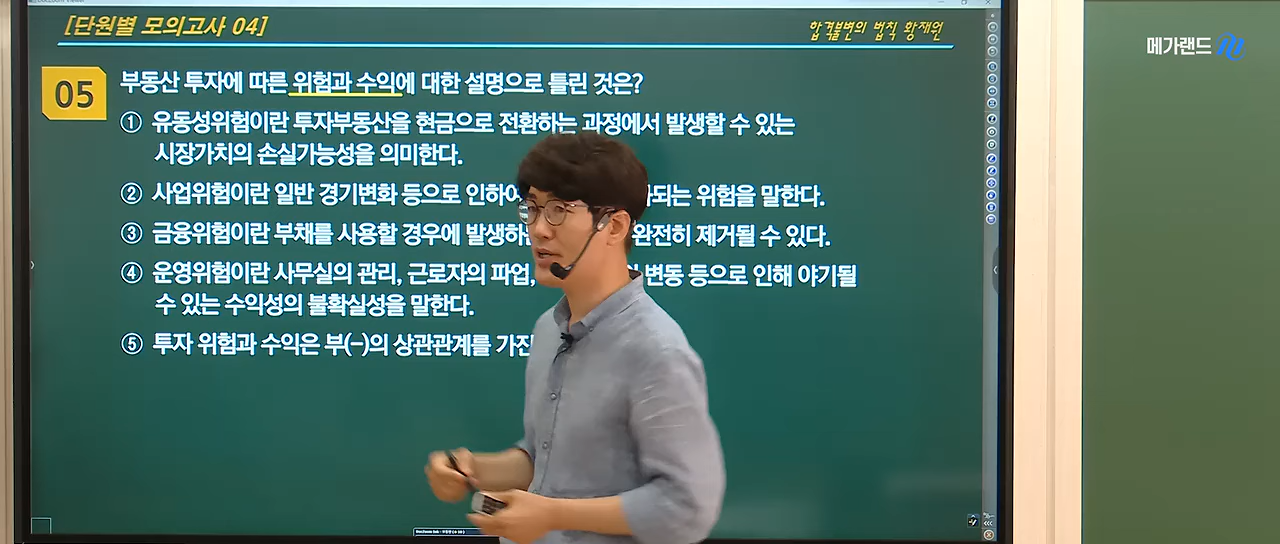 [단원별 모의고사 04]
합격불변의 법칙 황재원
메가랜드
05
부동산 투자에 따른 위험과 수익에 대한 설명으로 틀린 것은?
① 유동성위험이란 투자부동산을 현금으로 전환하는 과정에서 발생할 수 있는
시장가치의 손실가능성을 의미한다.
② 사업위험이란 일반 경기변화 등으로 인하여 위험을 말한다.
③ 금융위험이란 부채를 사용할 경우에 완전히 제거될 수 있다.
④ 운영위험이란 사무실의 관리, 근로자의 파업, 변동 등으로 인해 야기될
수 있는 수익성의 불확실성을 말한다.
⑤ 투자 위험과 수익은 부(-)의 상관관계를